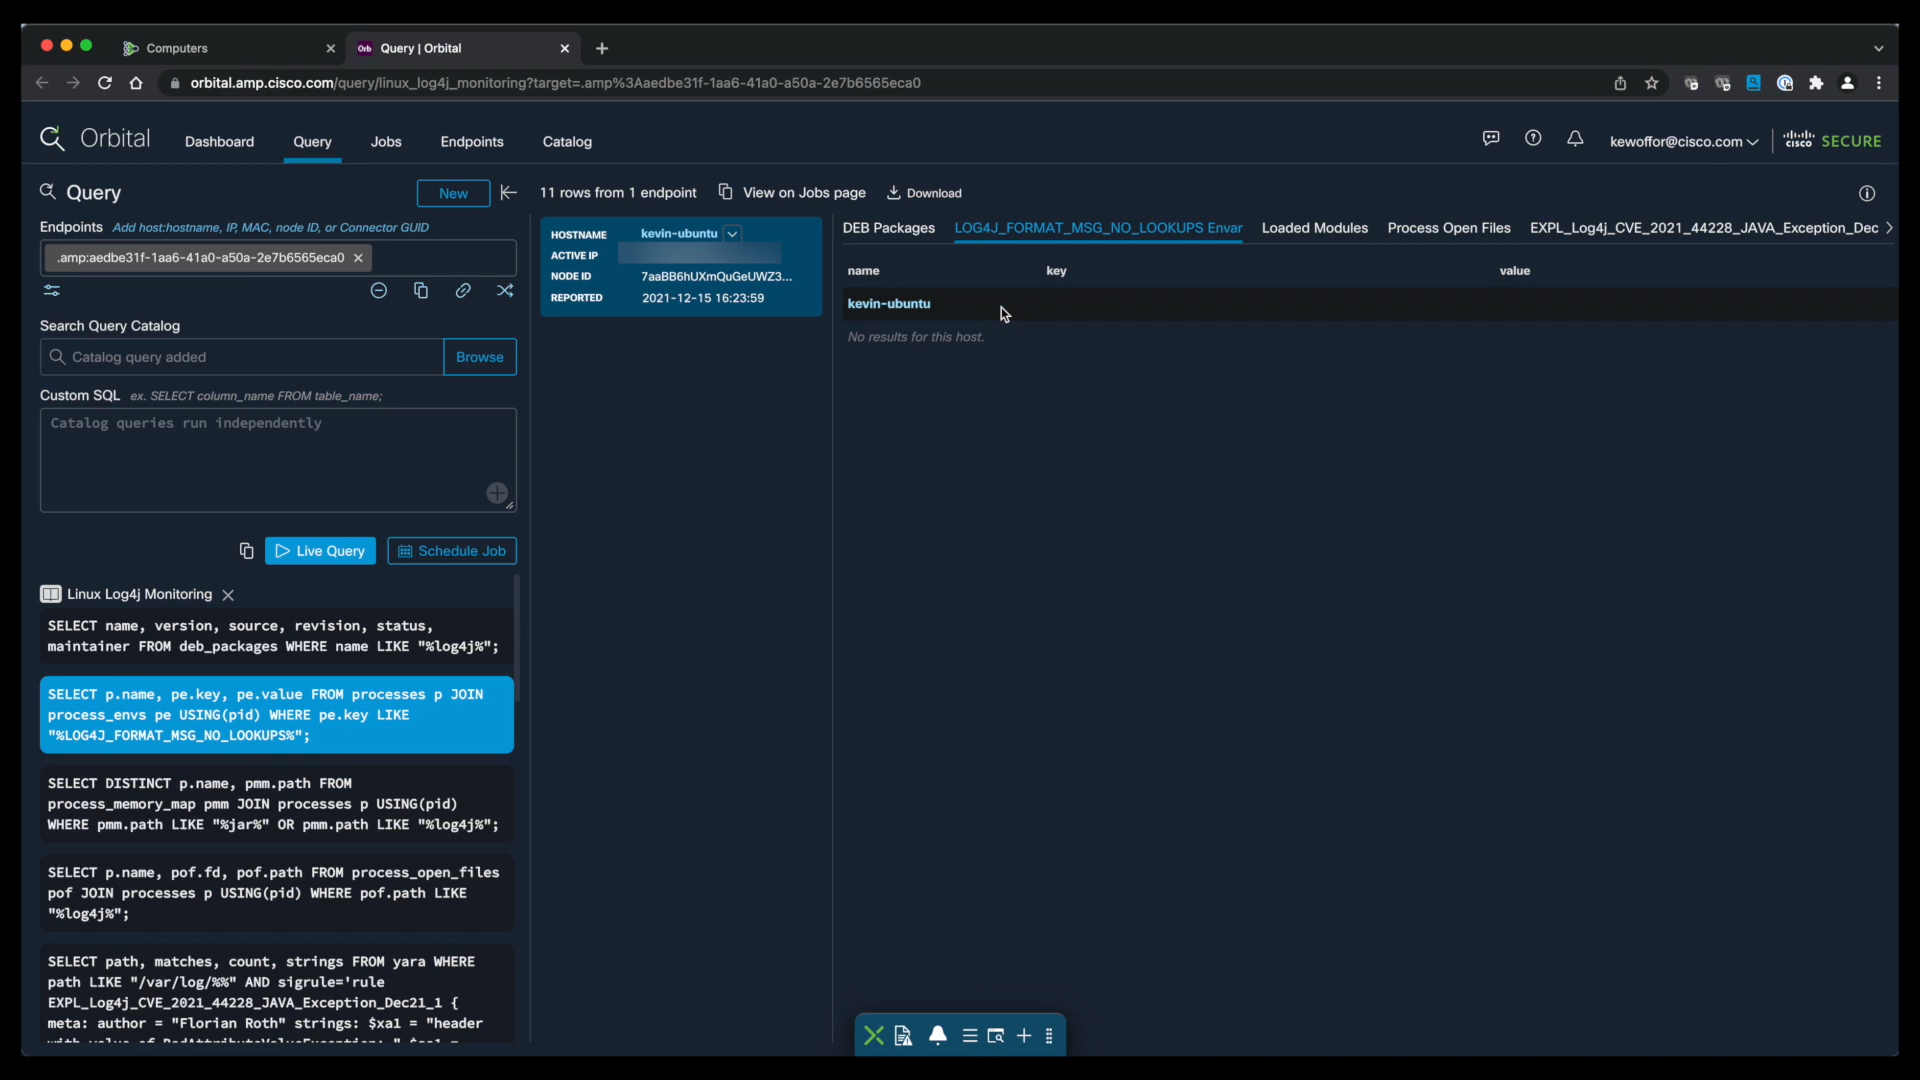 Computers
Query | Orbital
orbital.amp.cisco.com/query/linux_log4j_monitoring?target=.amp%3Aaedbe31f-1aa6-41a0-a50a-2e7b6565eca0
Orbital
Dashboard
Query
Jobs
Endpoints
Catalog
kewoffor@cisco.com
cisco SECURE
Query
New
11 rows from 1 endpoint
View on Jobs page
Download
Endpoints Add host:hostname, IP, MAC, node ID, or Connector GUID
.amp:aedbe31f-1aa6-41a0-a50a-2e7b6565eca0
Search Query Catalog
Catalog query added
Browse
Custom SQL ex. SELECT column_name FROM table_name;
Catalog queries run independently
Live Query
Schedule Job
Linux Log4j Monitoring
SELECT name, version, source, revision, status,
maintainer FROM deb_packages WHERE name LIKE "%log4j%";
SELECT p.name, pe.key, pe.value FROM processes p JOIN
process_envs pe USING(pid) WHERE pe.key LIKE
"%LOG4J_FORMAT_MSG_NO_LOOKUPS%";
SELECT DISTINCT p.name, pmm.path FROM
process_memory_map pmm JOIN processes p USING(pid)
WHERE pmm.path LIKE "%jar%" OR pmm.path LIKE "%log4j%";
SELECT p.name, pof.fd, pof.path FROM process_open_files
pof JOIN processes p USING(pid) WHERE pof.path LIKE
"%log4j%";
SELECT path, matches, count, strings FROM yara WHERE
path LIKE "/var/log/%%" AND sigrule='rule
EXPL_Log4j_CVE_2021_44228_JAVA_Exception_Dec21_1 {
meta: author = "Florian Roth" strings: $xa1 = "header
with value of BadAttributeValueException: "
HOSTNAME kevin-ubuntu
ACTIVE IP
NODE ID 7aaBB6hUXmQuGeUWZ3...
REPORTED 2021-12-15 16:23:59
DEB Packages
LOG4J_FORMAT_MSG_NO_LOOKUPS Envar
Loaded Modules
Process Open Files
EXPL_Log4j_CVE_2021_44228_JAVA_Exception_Dec
name key value
kevin-ubuntu
No results for this host.